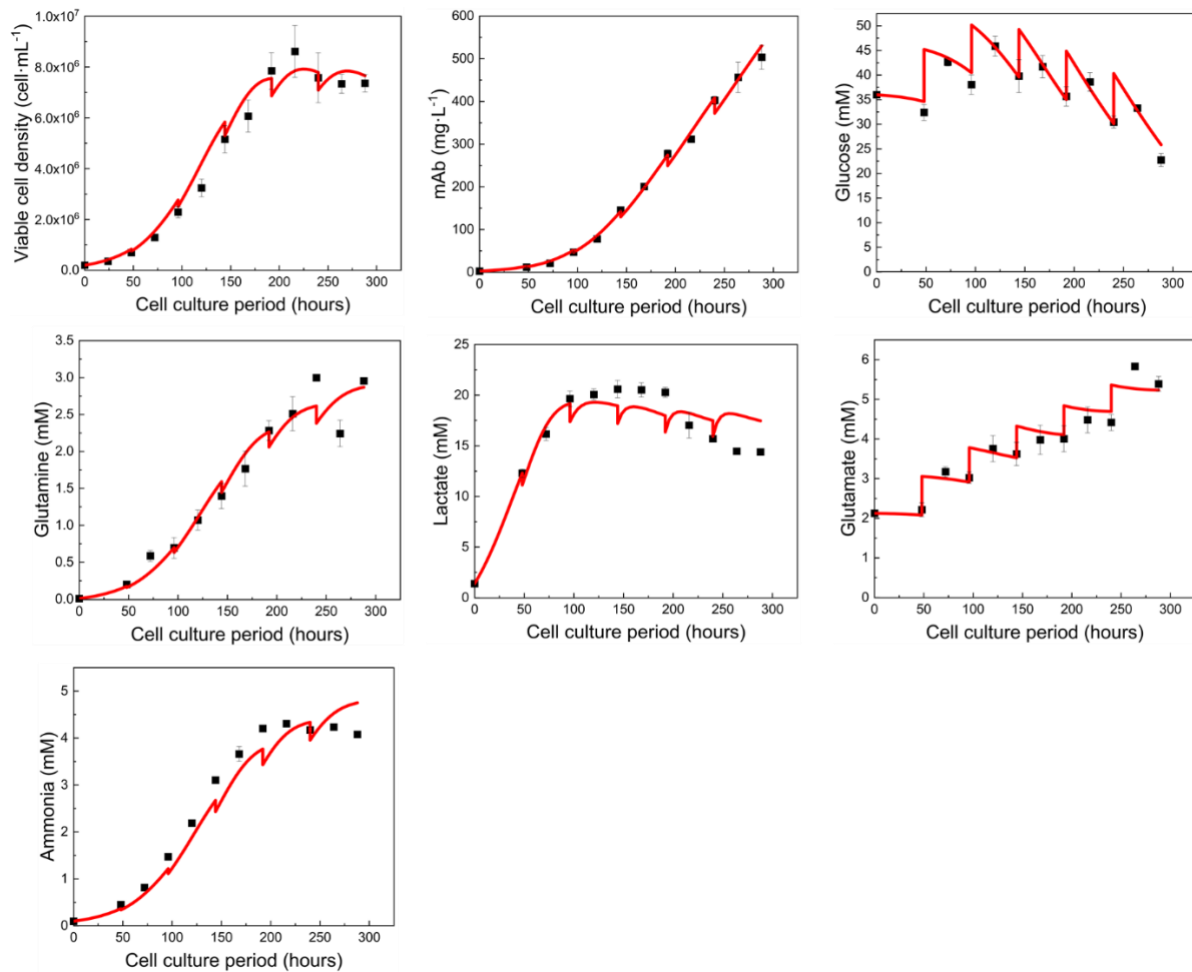 Viable cell density (cell·mL⁻¹)
1.0x10⁷
8.0x10⁶
6.0x10⁶
4.0x10⁶
2.0x10⁶
0.0
0 50 100 150 200 250 300
Cell culture period (hours)
mAb (mg·L⁻¹)
600
500
400
300
200
100
0
0 50 100 150 200 250 300
Cell culture period (hours)
Glucose (mM)
50
45
40
35
30
25
20
15
10
5
0
0 50 100 150 200 250 300
Cell culture period (hours)
Glutamine (mM)
3.5
3.0
2.5
2.0
1.5
1.0
0.5
0.0
0 50 100 150 200 250 300
Cell culture period (hours)
Lactate (mM)
25
20
15
10
5
0
0 50 100 150 200 250 300
Cell culture period (hours)
Glutamate (mM)
6
5
4
3
2
1
0 50 100 150 200 250 300
Cell culture period (hours)
Ammonia (mM)
5
4
3
2
1
0
0 50 100 150 200 250 300
Cell culture period (hours)